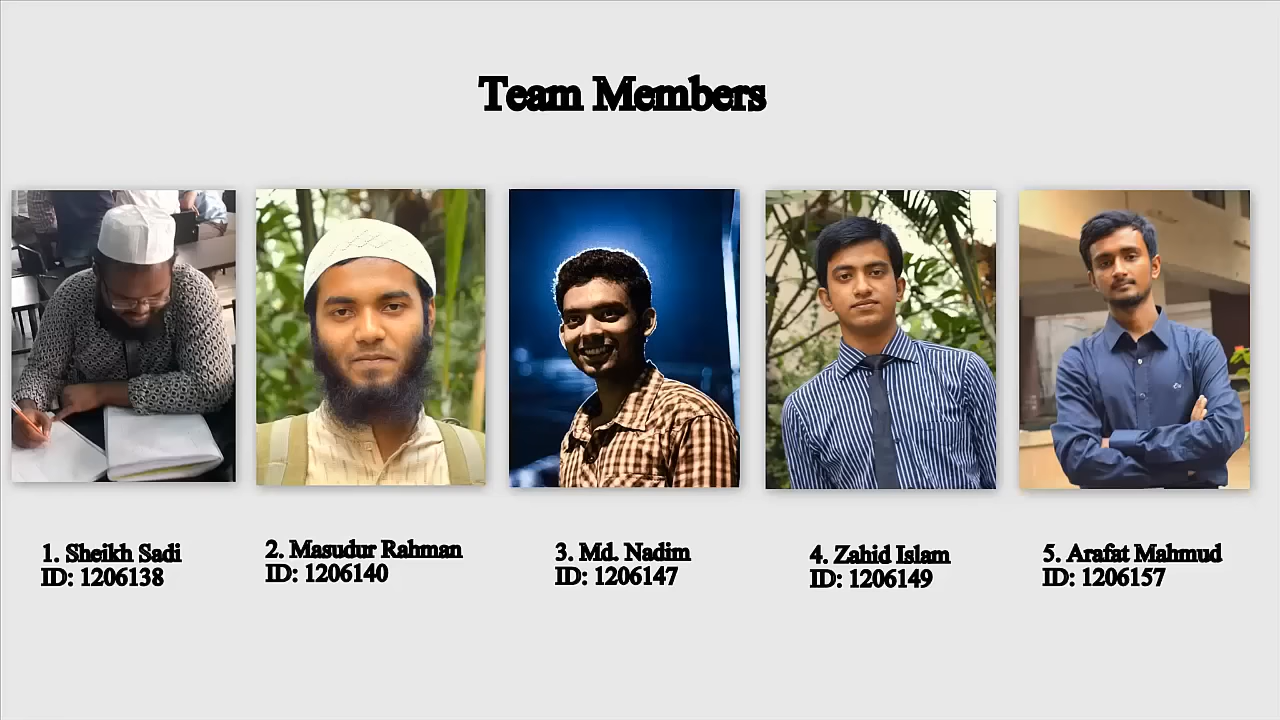 Team Members
1. Sheikh Sadi
ID: 1206138
2. Masudur Rahman
ID: 1206140
3. Md. Nadim
ID: 1206147
4. Zahid Islam
ID: 1206149
5. Arafat Mahmud
ID: 1206157